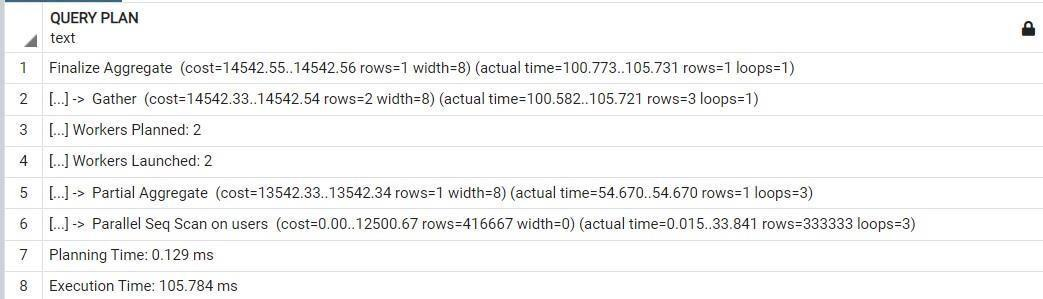 QUERY PLAN
text
1 Finalize Aggregate (cost=14542.55..14542.56 rows=1 width=8) (actual time=100.773..105.731 rows=1 loops=1)
2 [...] -> Gather (cost=14542.33..14542.54 rows=2 width=8) (actual time=100.582..105.721 rows=3 loops=1)
3 [...] Workers Planned: 2
4 [...] Workers Launched: 2
5 [...] -> Partial Aggregate (cost=13542.33..13542.34 rows=1 width=8) (actual time=54.670..54.670 rows=1 loops=3)
6 [...] -> Parallel Seq Scan on users (cost=0.00..12500.67 rows=416667 width=0) (actual time=0.015..33.841 rows=333333 loops=3)
7 Planning Time: 0.129 ms
8 Execution Time: 105.784 ms